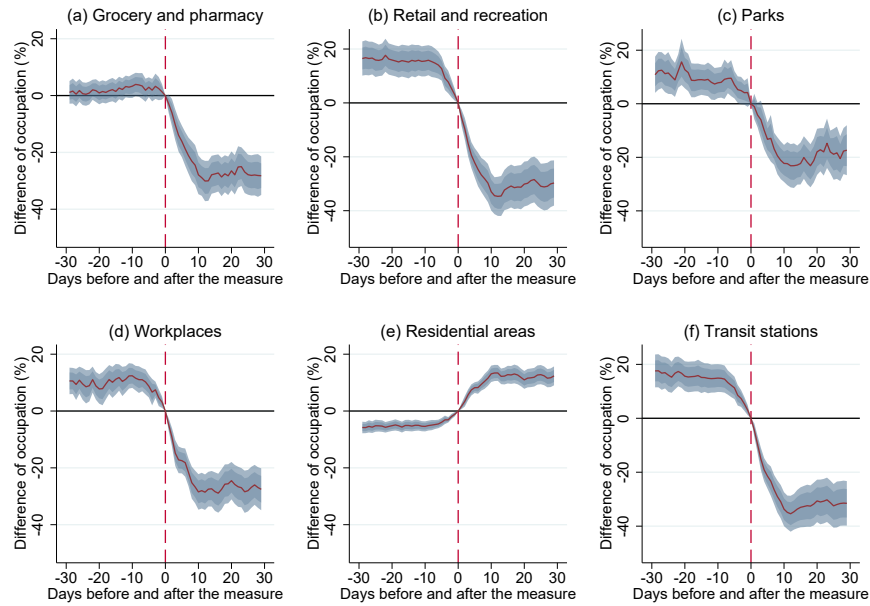 (a) Grocery and pharmacy
Difference of occupation (%)
20
0
-20
-40
-30 -20 -10 0 10 20 30
Days before and after the measure
(b) Retail and recreation
Difference of occupation (%)
20
0
-20
-40
-30 -20 -10 0 10 20 30
Days before and after the measure
(c) Parks
Difference of occupation (%)
20
0
-20
-40
-30 -20 -10 0 10 20 30
Days before and after the measure
(d) Workplaces
Difference of occupation (%)
20
0
-20
-40
-30 -20 -10 0 10 20 30
Days before and after the measure
(e) Residential areas
Difference of occupation (%)
20
0
-20
-40
-30 -20 -10 0 10 20 30
Days before and after the measure
(f) Transit stations
Difference of occupation (%)
20
0
-20
-40
-30 -20 -10 0 10 20 30
Days before and after the measure